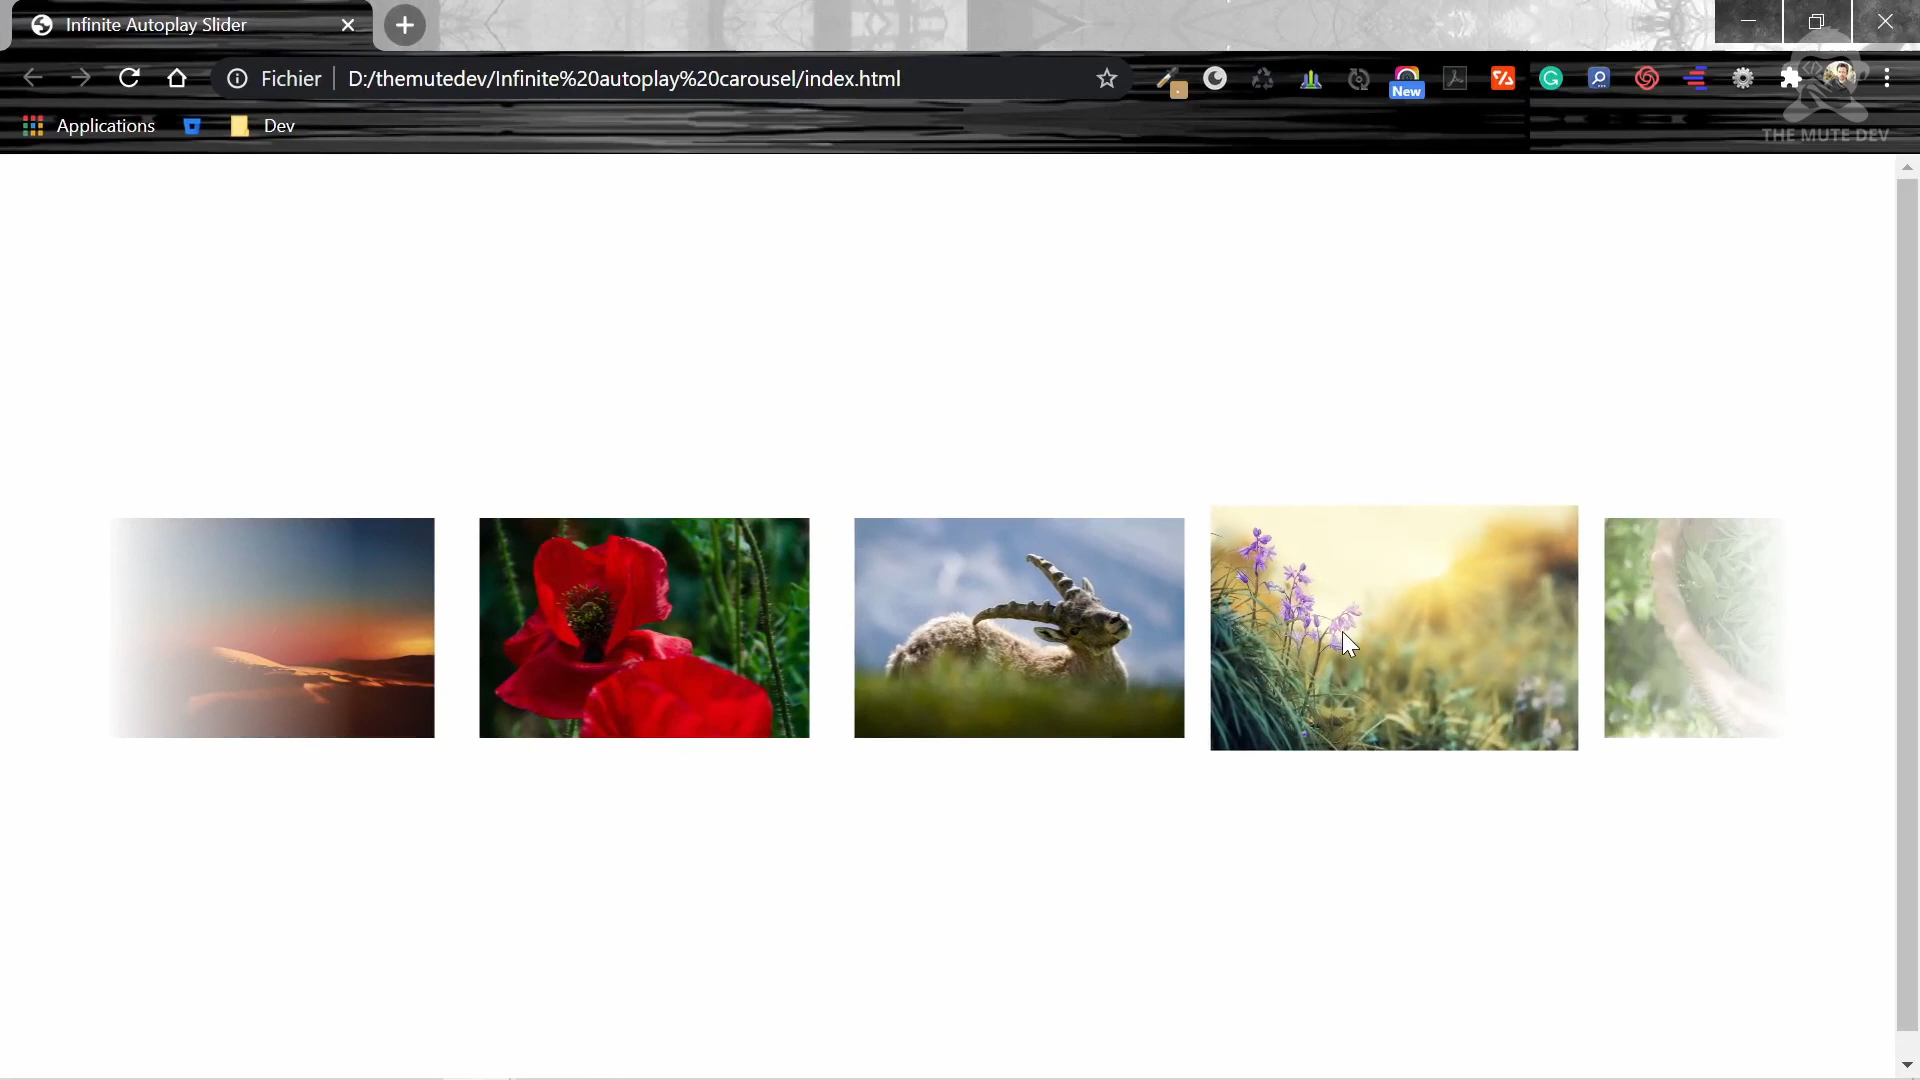 Infinite Autoplay Slider
Fichier D:/themutedev/Infinite%20autoplay%20carousel/index.html
New
THE MUTE DEV
Applications Dev